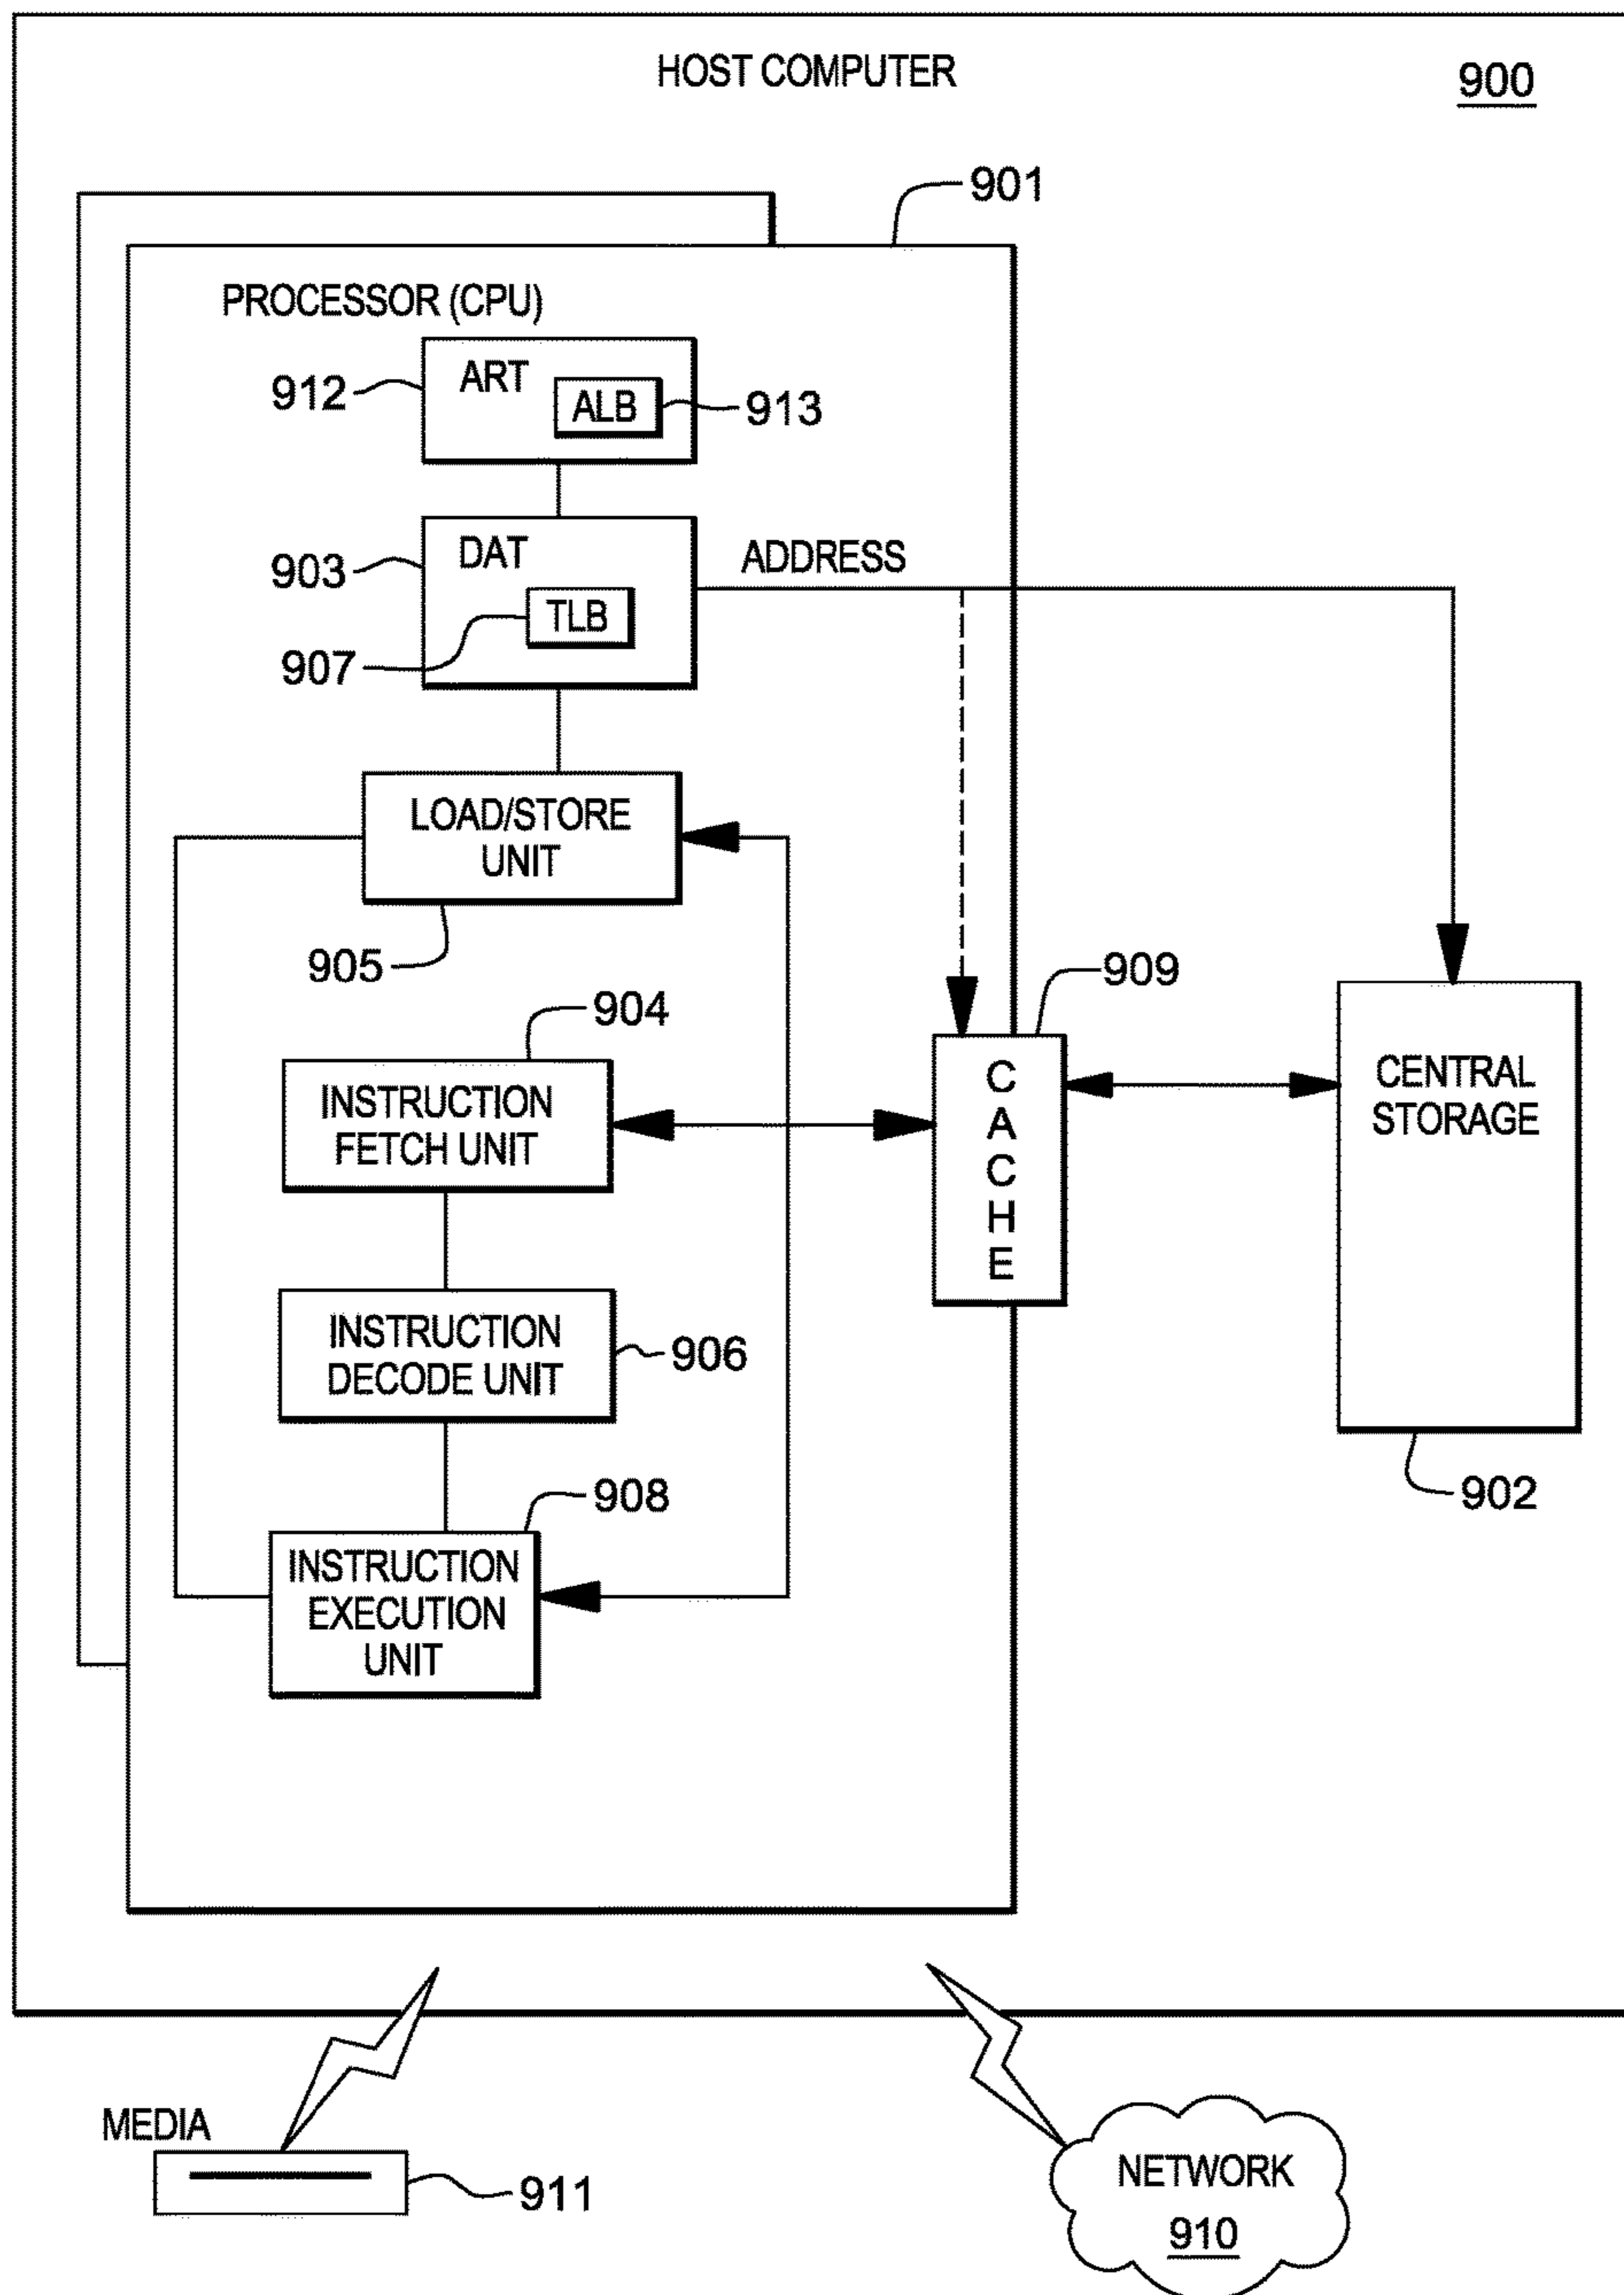 HOST COMPUTER
900
901
PROCESSOR (CPU)
ART
912
ALB
913
DAT
ADDRESS
903
TLB
907
LOAD/STORE
UNIT
905
909
904
CACHE
CENTRAL
STORAGE
INSTRUCTION
FETCH UNIT
INSTRUCTION
DECODE UNIT
906
902
908
INSTRUCTION
EXECUTION
UNIT
MEDIA
911
NETWORK
910